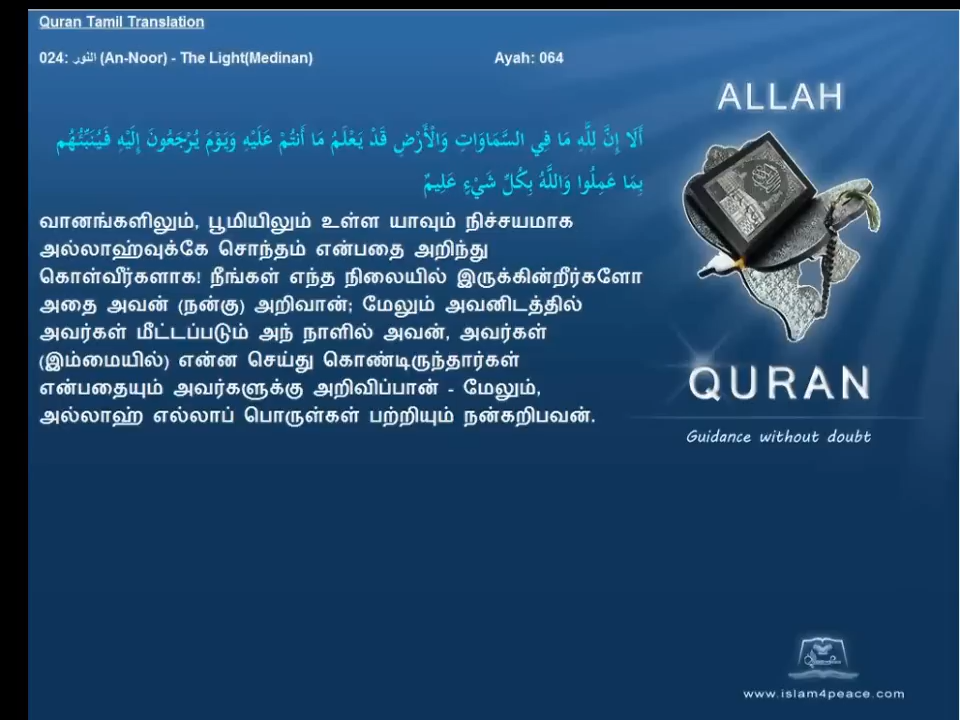 Quran Tamil Translation
024: النور (An-Noor) - The Light(Medinan) Ayah: 064
ALLAH
أَلَا إِنَّ لِلَّهِ مَا فِي السَّمَاوَاتِ وَالْأَرْضِ قَدْ يَعْلَمُ مَا أَنتُمْ عَلَيْهِ وَيَوْمَ يُرْجَعُونَ إِلَيْهِ فَيُنَبِّئُهُم
بِمَا عَمِلُوا وَاللَّهُ بِكُلِّ شَيْءٍ عَلِيمٌ
வானங்களிலும், பூமியிலும் உள்ள யாவும் நிச்சயமாக
அல்லாஹ்வுக்கே சொந்தம் என்பதை அறிந்து
கொள்வீர்களாக! நீங்கள் எந்த நிலையில் இருக்கின்றீர்களோ
அதை அவன் (நன்கு) அறிவான்; மேலும் அவனிடத்தில்
அவர்கள் மீட்டப்படும் அந் நாளில் அவன், அவர்கள்
(இம்மையில்) என்ன செய்து கொண்டிருந்தார்கள்
என்பதையும் அவர்களுக்கு அறிவிப்பான் - மேலும்,
அல்லாஹ் எல்லாப் பொருள்கள் பற்றியும் நன்கறிபவன்.
QURAN
Guidance without doubt
www.islam4peace.com